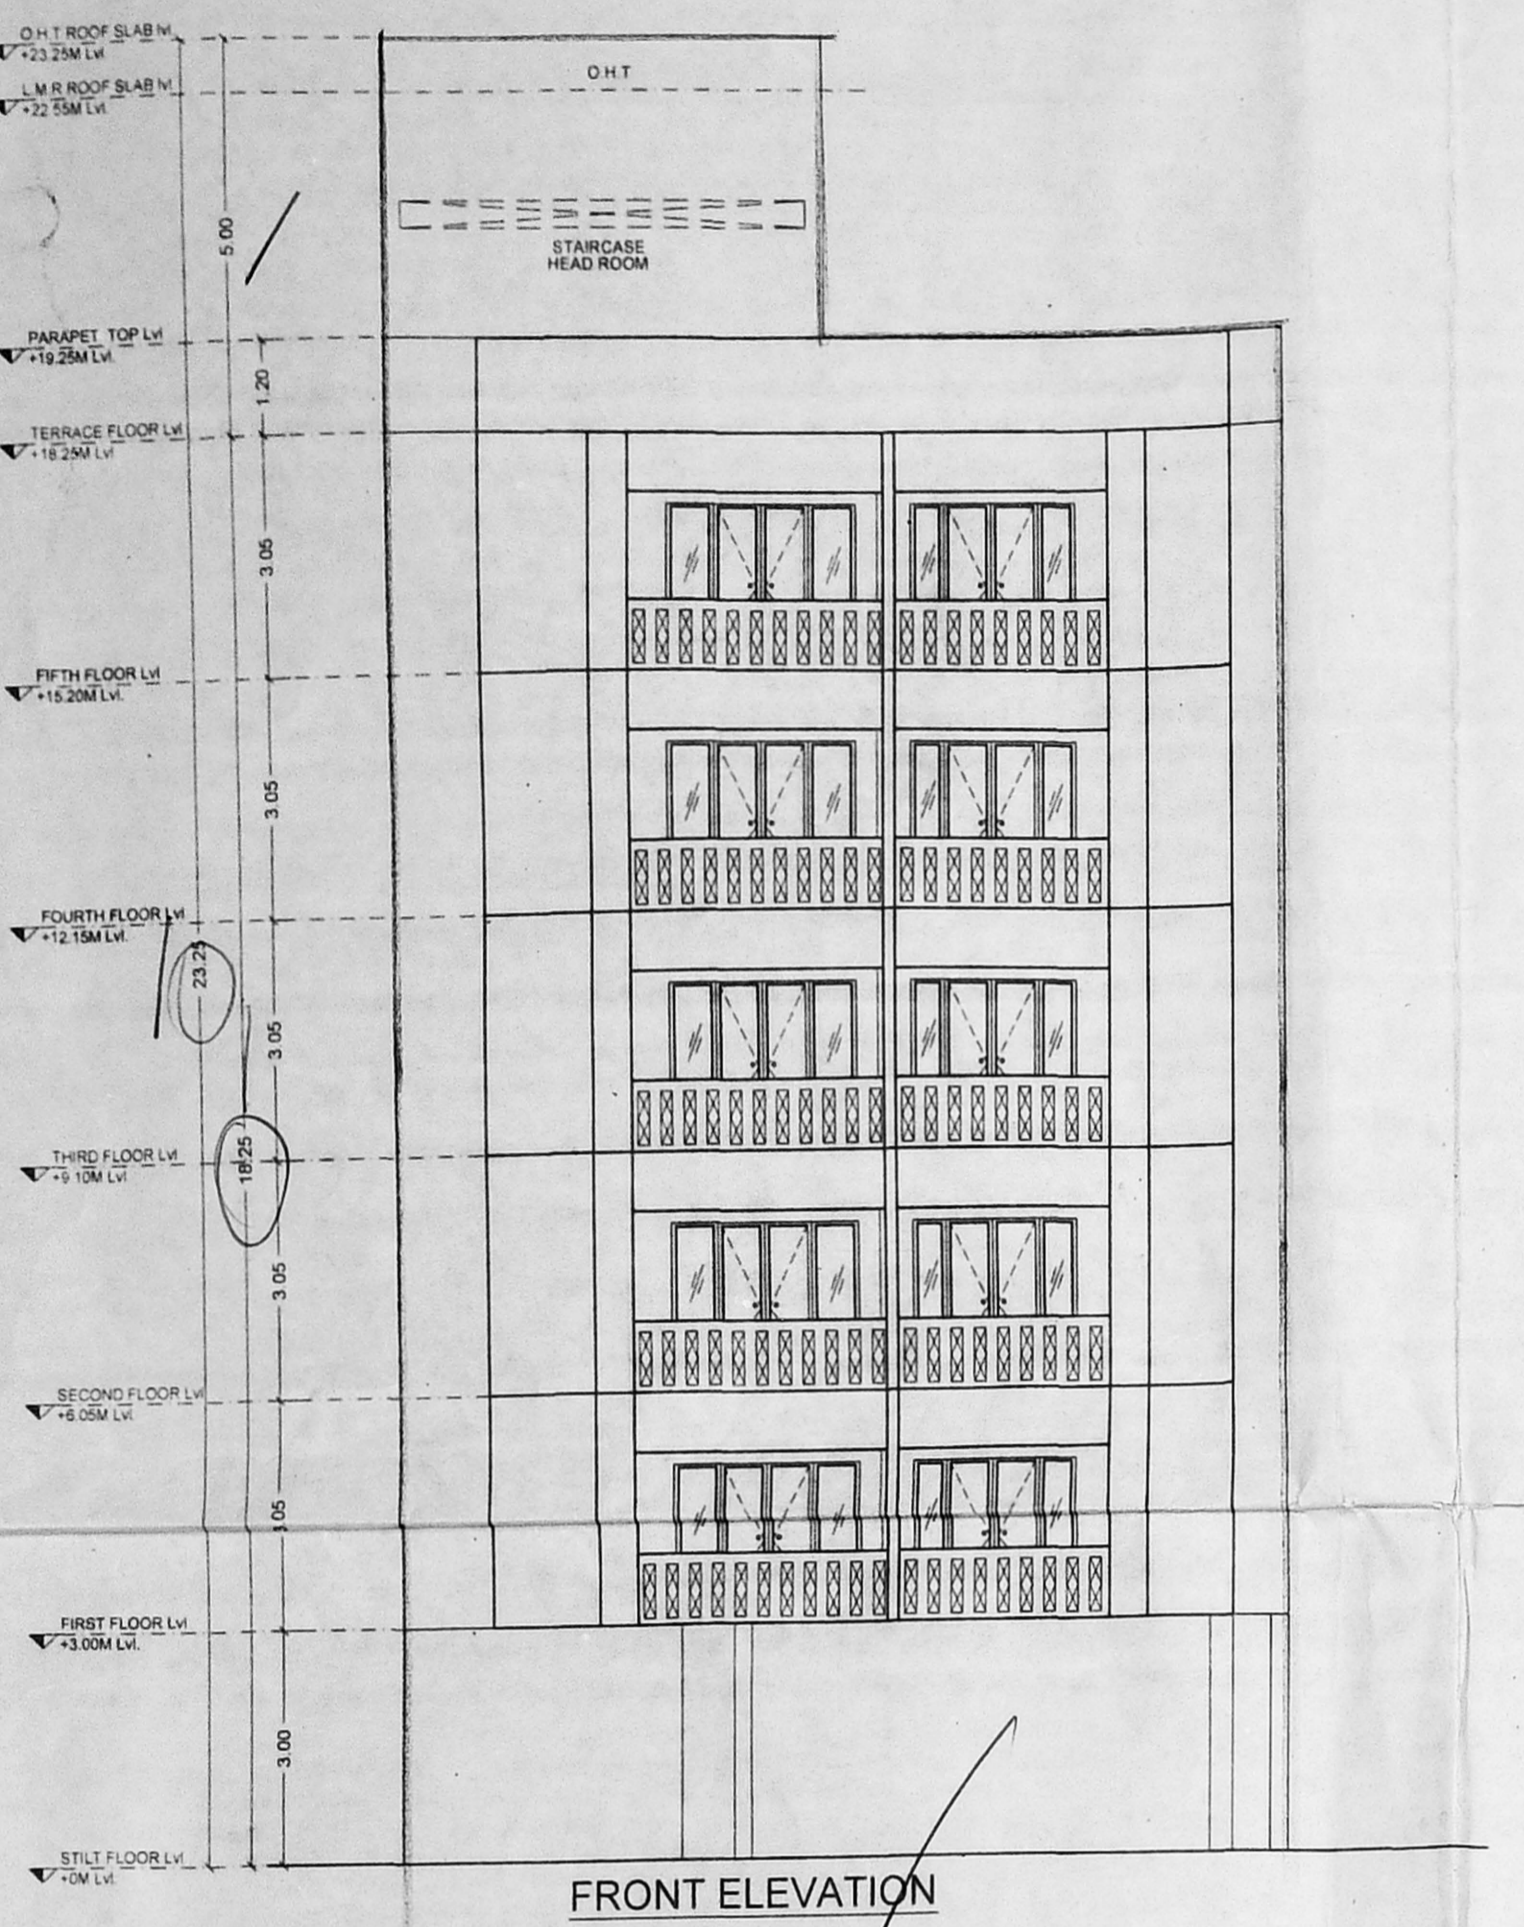 O.H.T ROOF SLAB lvl
+23.25M Lvl.
L.M.R ROOF SLAB lvl
+22.55M Lvl.
O.H.T
5.00
STAIRCASE
HEAD ROOM
PARAPET TOP Lvl
+19.25M Lvl.
1.20
TERRACE FLOOR Lvl
+18.25M Lvl
3.05
FIFTH FLOOR Lvl
+15.20M Lvl.
3.05
FOURTH FLOOR Lvl
+12.15M Lvl.
23.25
3.05
THIRD FLOOR Lvl
+9.10M Lvl
18.25
3.05
SECOND FLOOR Lvl
+6.05M Lvl
3.05
FIRST FLOOR Lvl
+3.00M Lvl.
3.00
STILT FLOOR Lvl
+0M Lvl.
FRONT ELEVATION